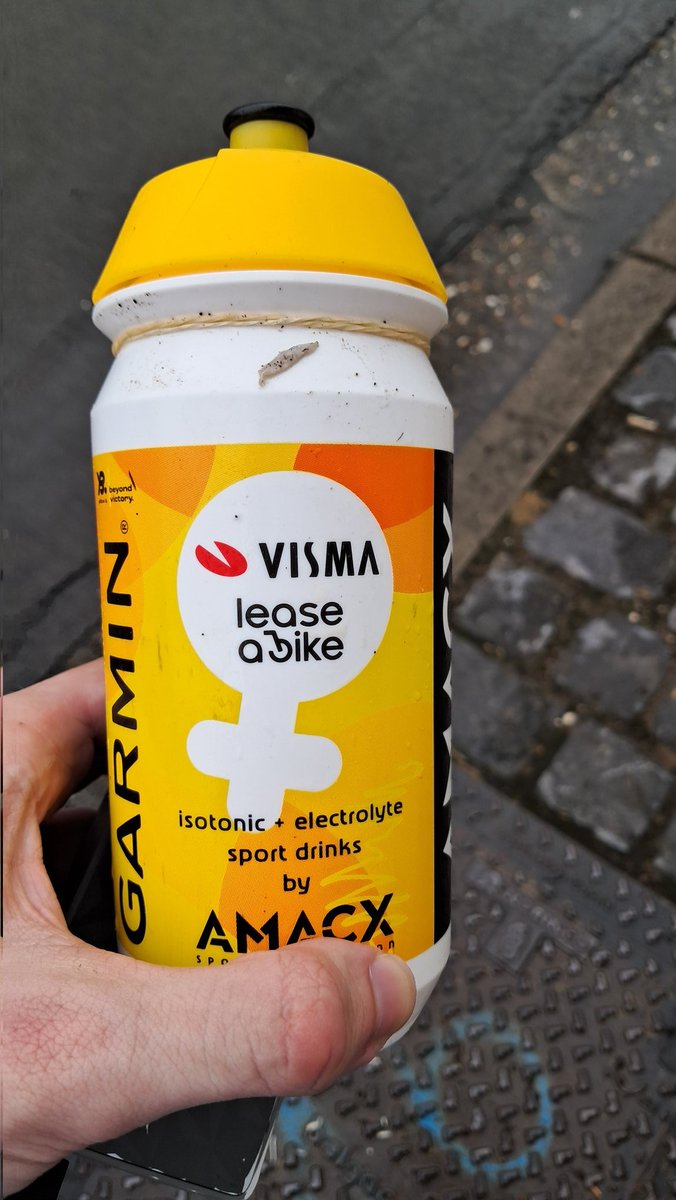 beyond
victory.
GARMIN®
VISMA
lease
a bike
isotonic + electrolyte
sport drinks
by
AMACX